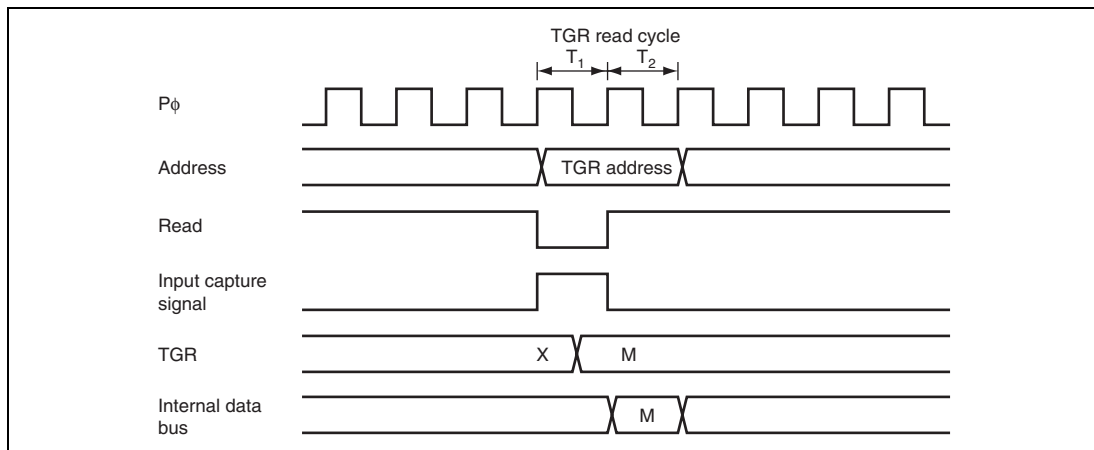 TGR read cycle
T1 T2
Pϕ
Address TGR address
Read
Input capture
signal
TGR X M
Internal data
bus M